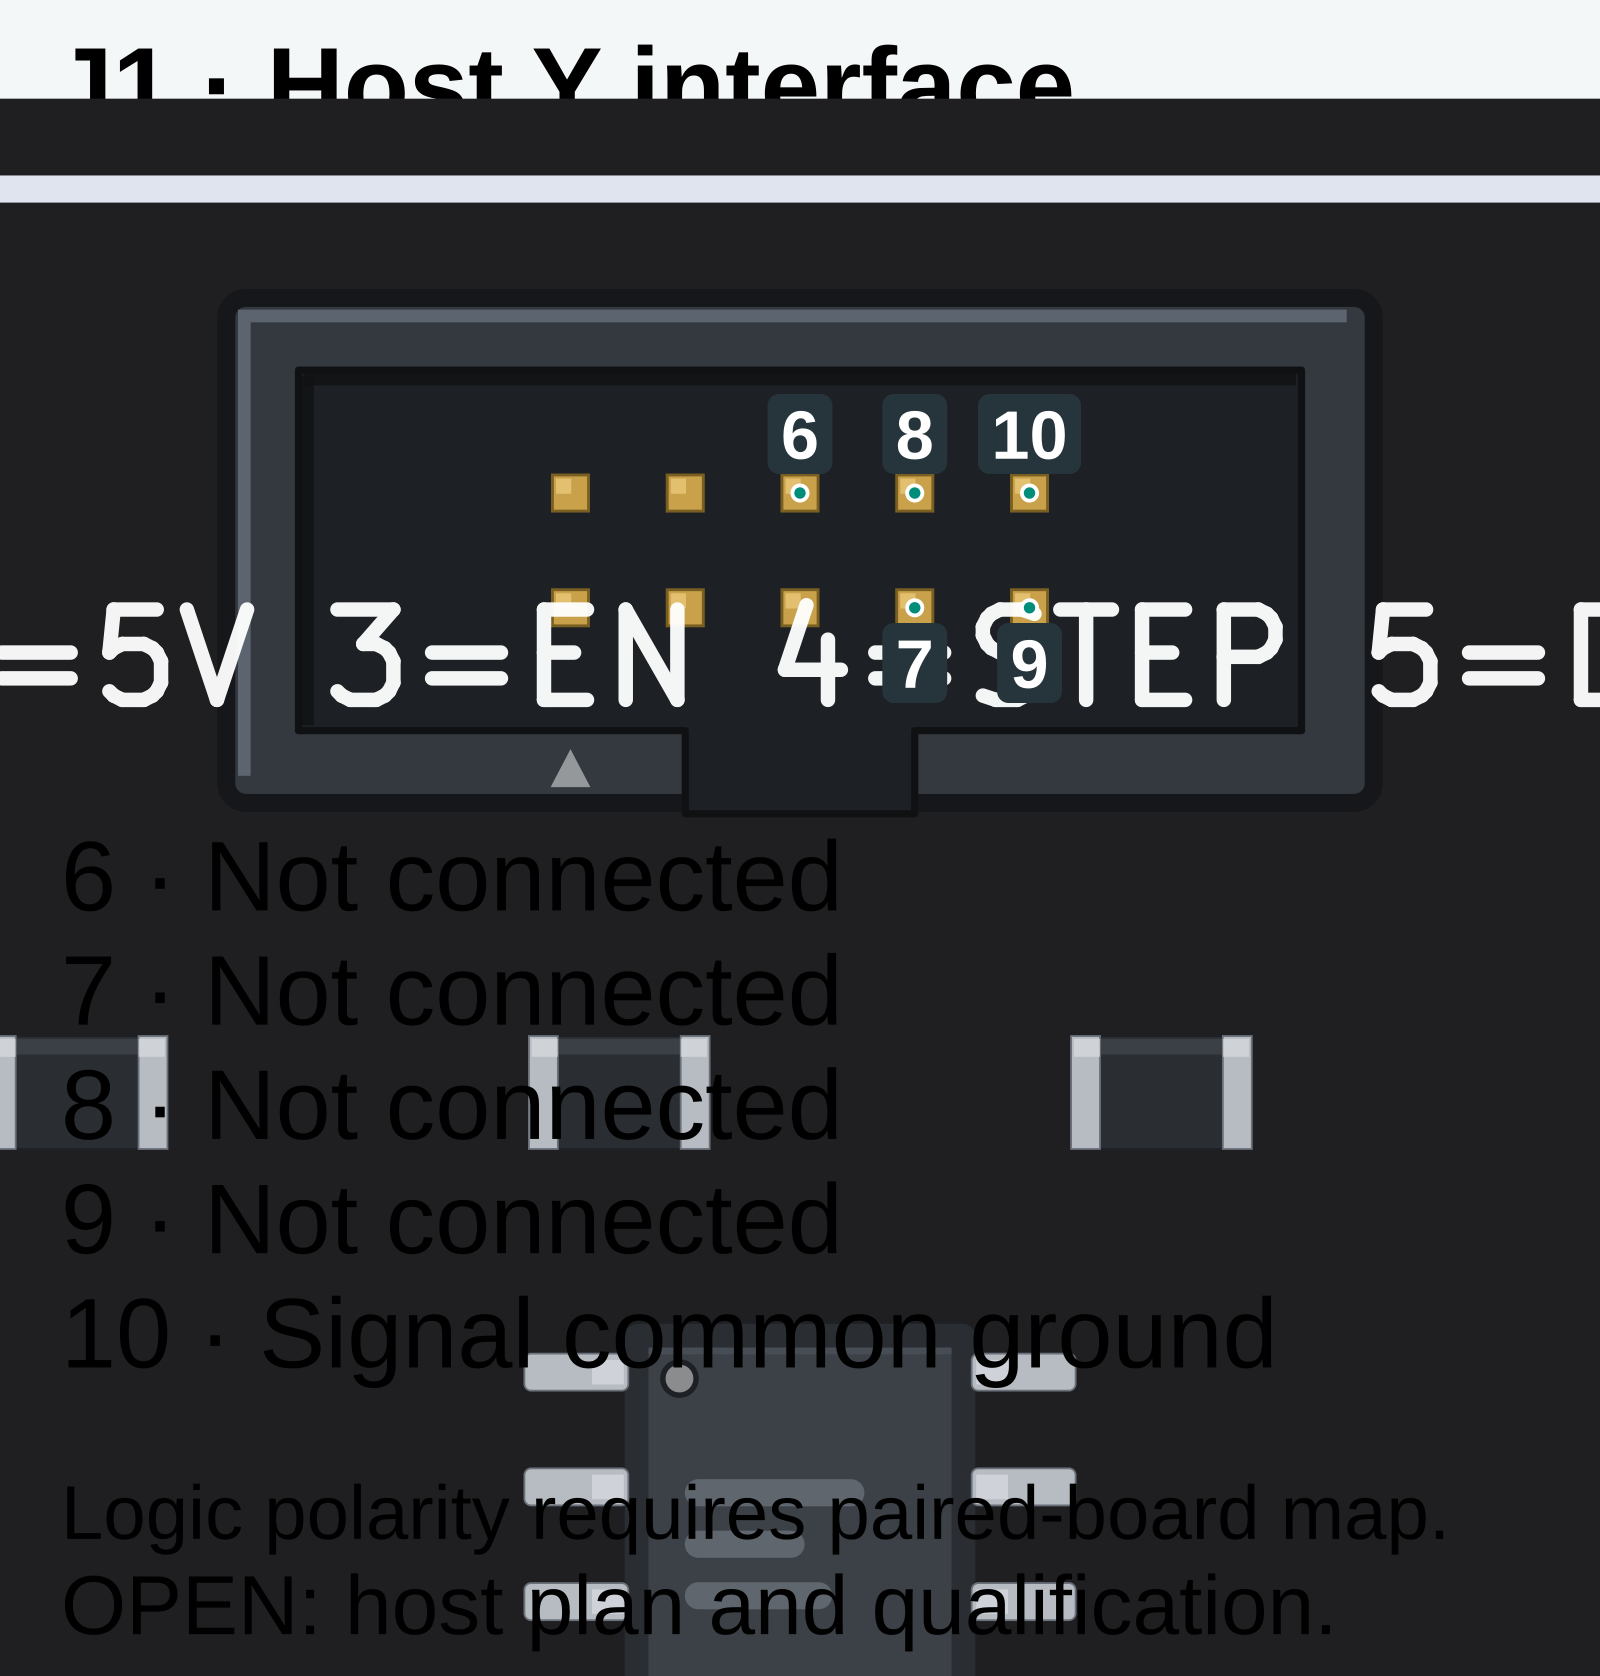 J1 · Host Y interface
6 8 10
=5V 3=EN 4=STEP 5=D
7 9
6 · Not connected
7 · Not connected
8 · Not connected
9 · Not connected
10 · Signal common ground
Logic polarity requires paired-board map.
OPEN: host plan and qualification.